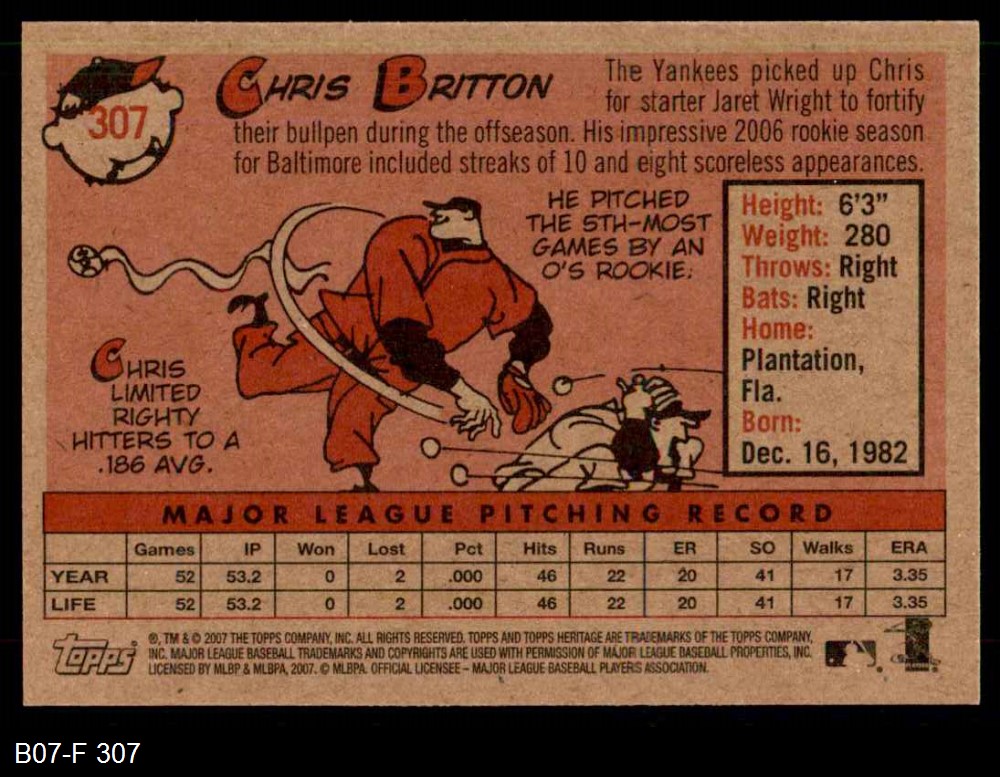 307
CHRIS BRITTON
The Yankees picked up Chris
for starter Jaret Wright to fortify
their bullpen during the offseason. His impressive 2006 rookie season
for Baltimore included streaks of 10 and eight scoreless appearances.
HE PITCHED
THE 5TH-MOST
GAMES BY AN
O'S ROOKIE.
CHRIS
LIMITED
RIGHTY
HITTERS TO A
.186 AVG.
Height: 6'3"
Weight: 280
Throws: Right
Bats: Right
Home:
Plantation,
Fla.
Born:
Dec. 16, 1982
MAJOR LEAGUE PITCHING RECORD
Games IP Won Lost Pct Hits Runs ER SO Walks ERA
YEAR 52 53.2 0 2 .000 46 22 20 41 17 3.35
LIFE 52 53.2 0 2 .000 46 22 20 41 17 3.35
Topps
®, TM & © 2007 THE TOPPS COMPANY, INC. ALL RIGHTS RESERVED. TOPPS AND TOPPS HERITAGE ARE TRADEMARKS OF THE TOPPS COMPANY,
INC. MAJOR LEAGUE BASEBALL TRADEMARKS AND COPYRIGHTS ARE USED WITH PERMISSION OF MAJOR LEAGUE BASEBALL PROPERTIES, INC.
LICENSED BY MLBP & MLBPA, 2007. © MLBPA. OFFICIAL LICENSEE – MAJOR LEAGUE BASEBALL PLAYERS ASSOCIATION.
B07-F 307